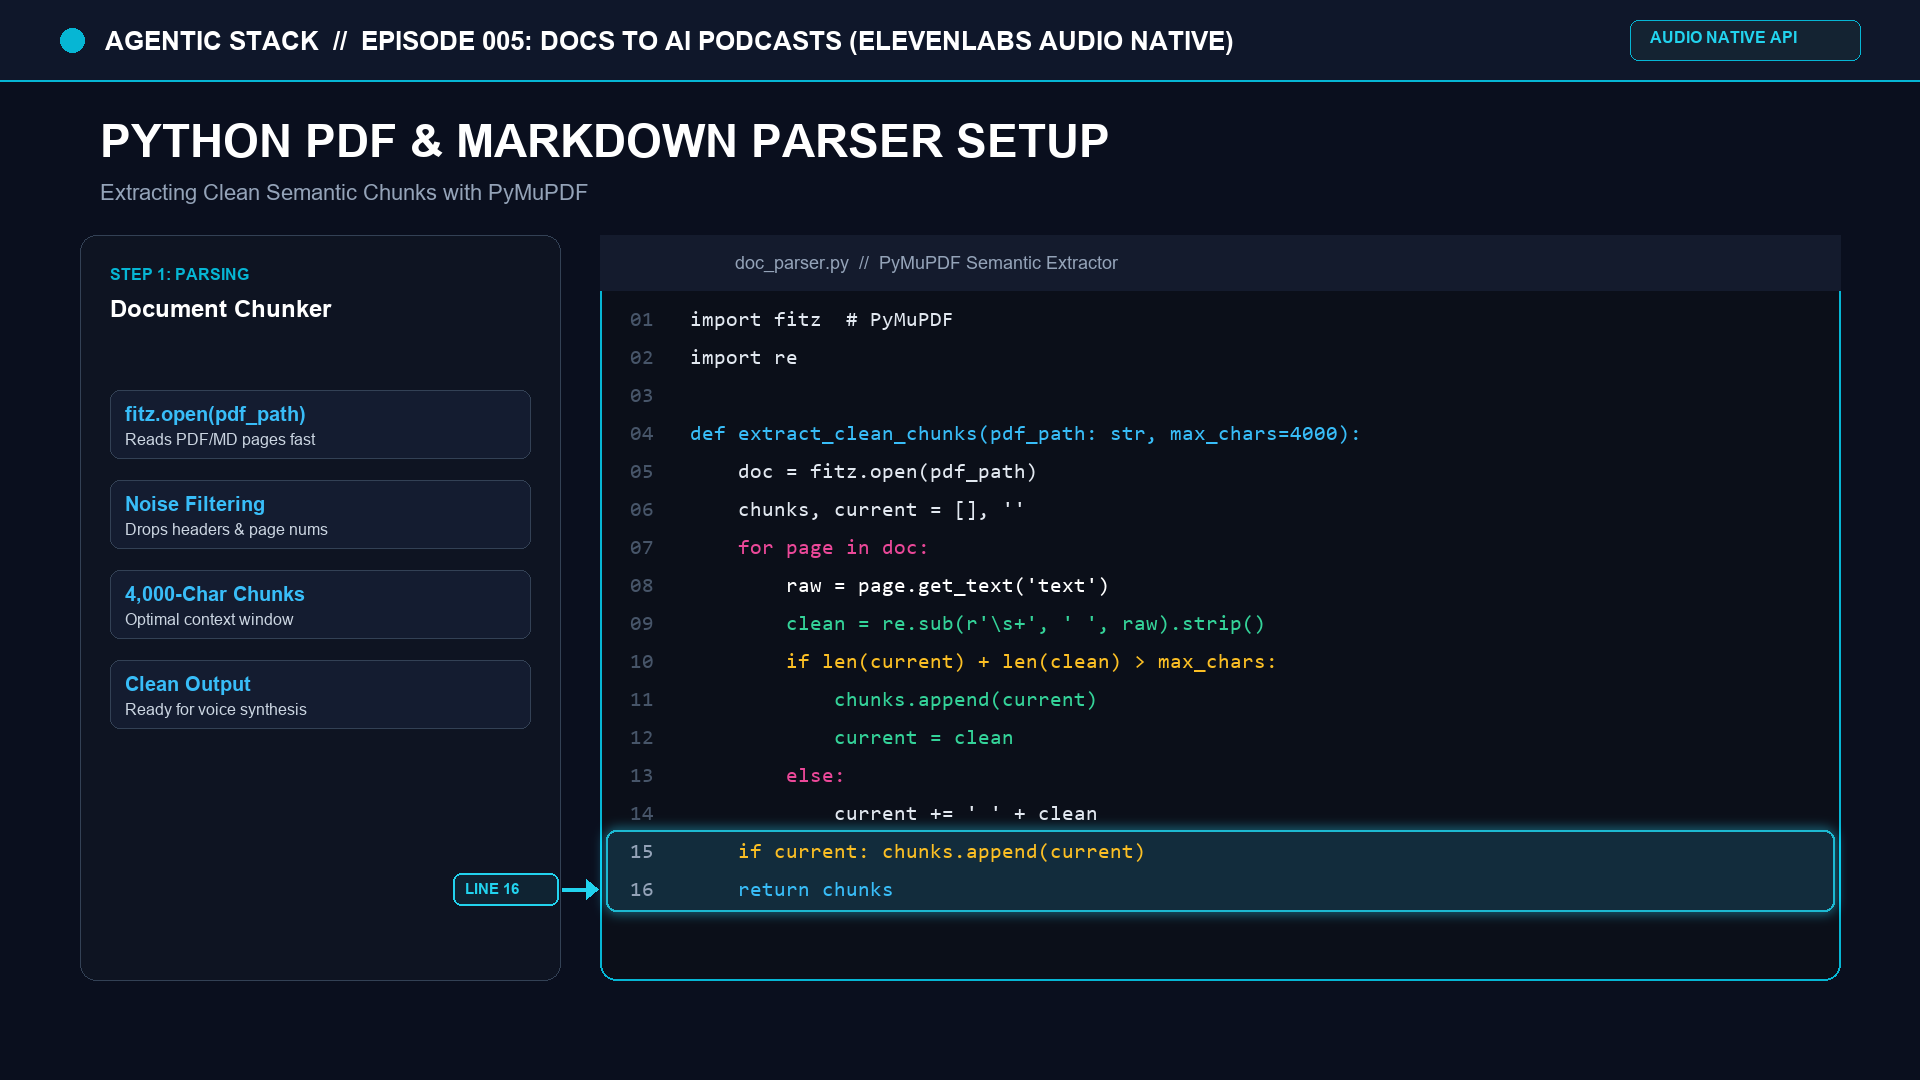 AGENTIC STACK // EPISODE 005: DOCS TO AI PODCASTS (ELEVENLABS AUDIO NATIVE)
AUDIO NATIVE API
PYTHON PDF & MARKDOWN PARSER SETUP
Extracting Clean Semantic Chunks with PyMuPDF
STEP 1: PARSING
Document Chunker
fitz.open(pdf_path)
Reads PDF/MD pages fast
Noise Filtering
Drops headers & page nums
4,000-Char Chunks
Optimal context window
Clean Output
Ready for voice synthesis
LINE 16
doc_parser.py // PyMuPDF Semantic Extractor
01 import fitz  # PyMuPDF
02 import re
03
04 def extract_clean_chunks(pdf_path: str, max_chars=4000):
05     doc = fitz.open(pdf_path)
06     chunks, current = [], ''
07     for page in doc:
08         raw = page.get_text('text')
09         clean = re.sub(r'\s+', ' ', raw).strip()
10         if len(current) + len(clean) > max_chars:
11             chunks.append(current)
12             current = clean
13         else:
14             current += ' ' + clean
15     if current: chunks.append(current)
16     return chunks